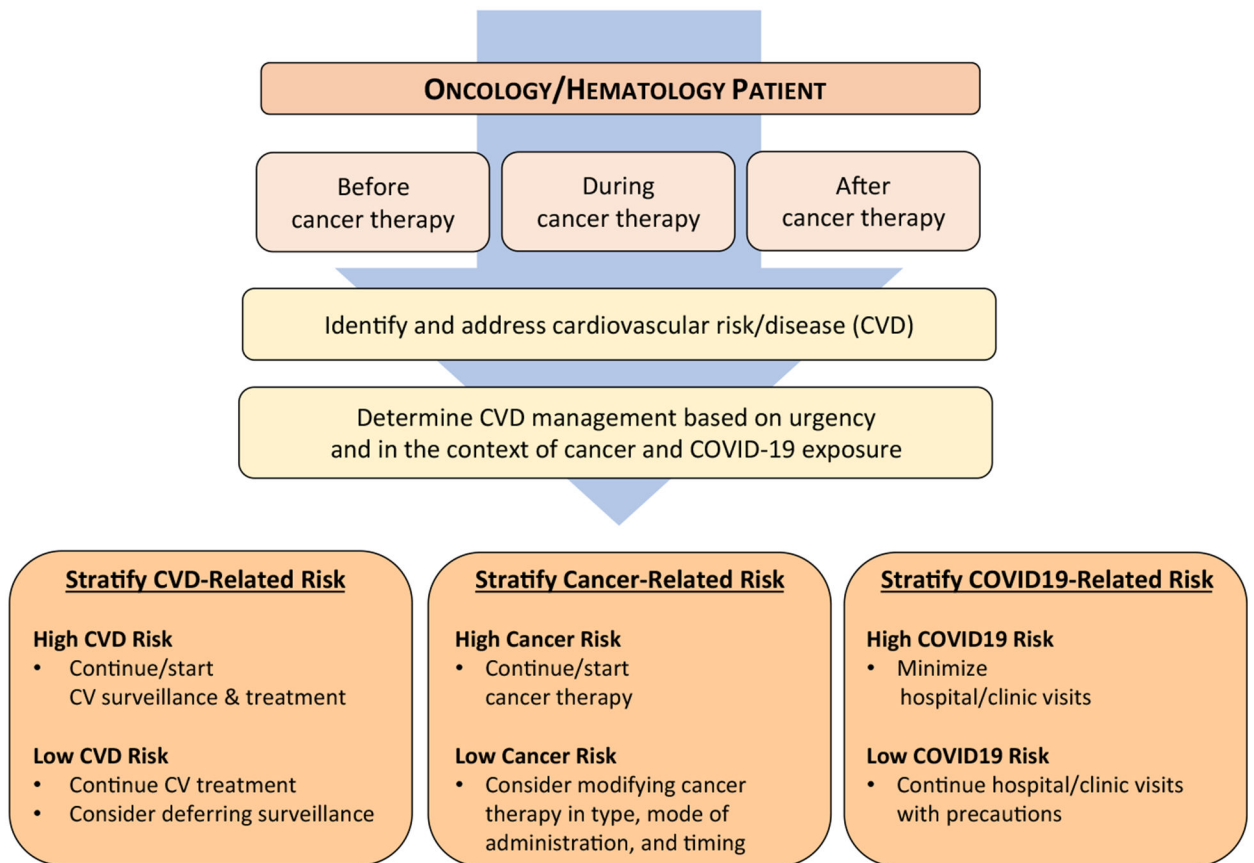 ONCOLOGY/HEMATOLOGY PATIENT
Before
cancer therapy
During
cancer therapy
After
cancer therapy
Identify and address cardiovascular risk/disease (CVD)
Determine CVD management based on urgency
and in the context of cancer and COVID-19 exposure
Stratify CVD-Related Risk
High CVD Risk
• Continue/start
CV surveillance & treatment
Low CVD Risk
• Continue CV treatment
• Consider deferring surveillance
Stratify Cancer-Related Risk
High Cancer Risk
• Continue/start
cancer therapy
Low Cancer Risk
• Consider modifying cancer
therapy in type, mode of
administration, and timing
Stratify COVID19-Related Risk
High COVID19 Risk
• Minimize
hospital/clinic visits
Low COVID19 Risk
• Continue hospital/clinic visits
with precautions